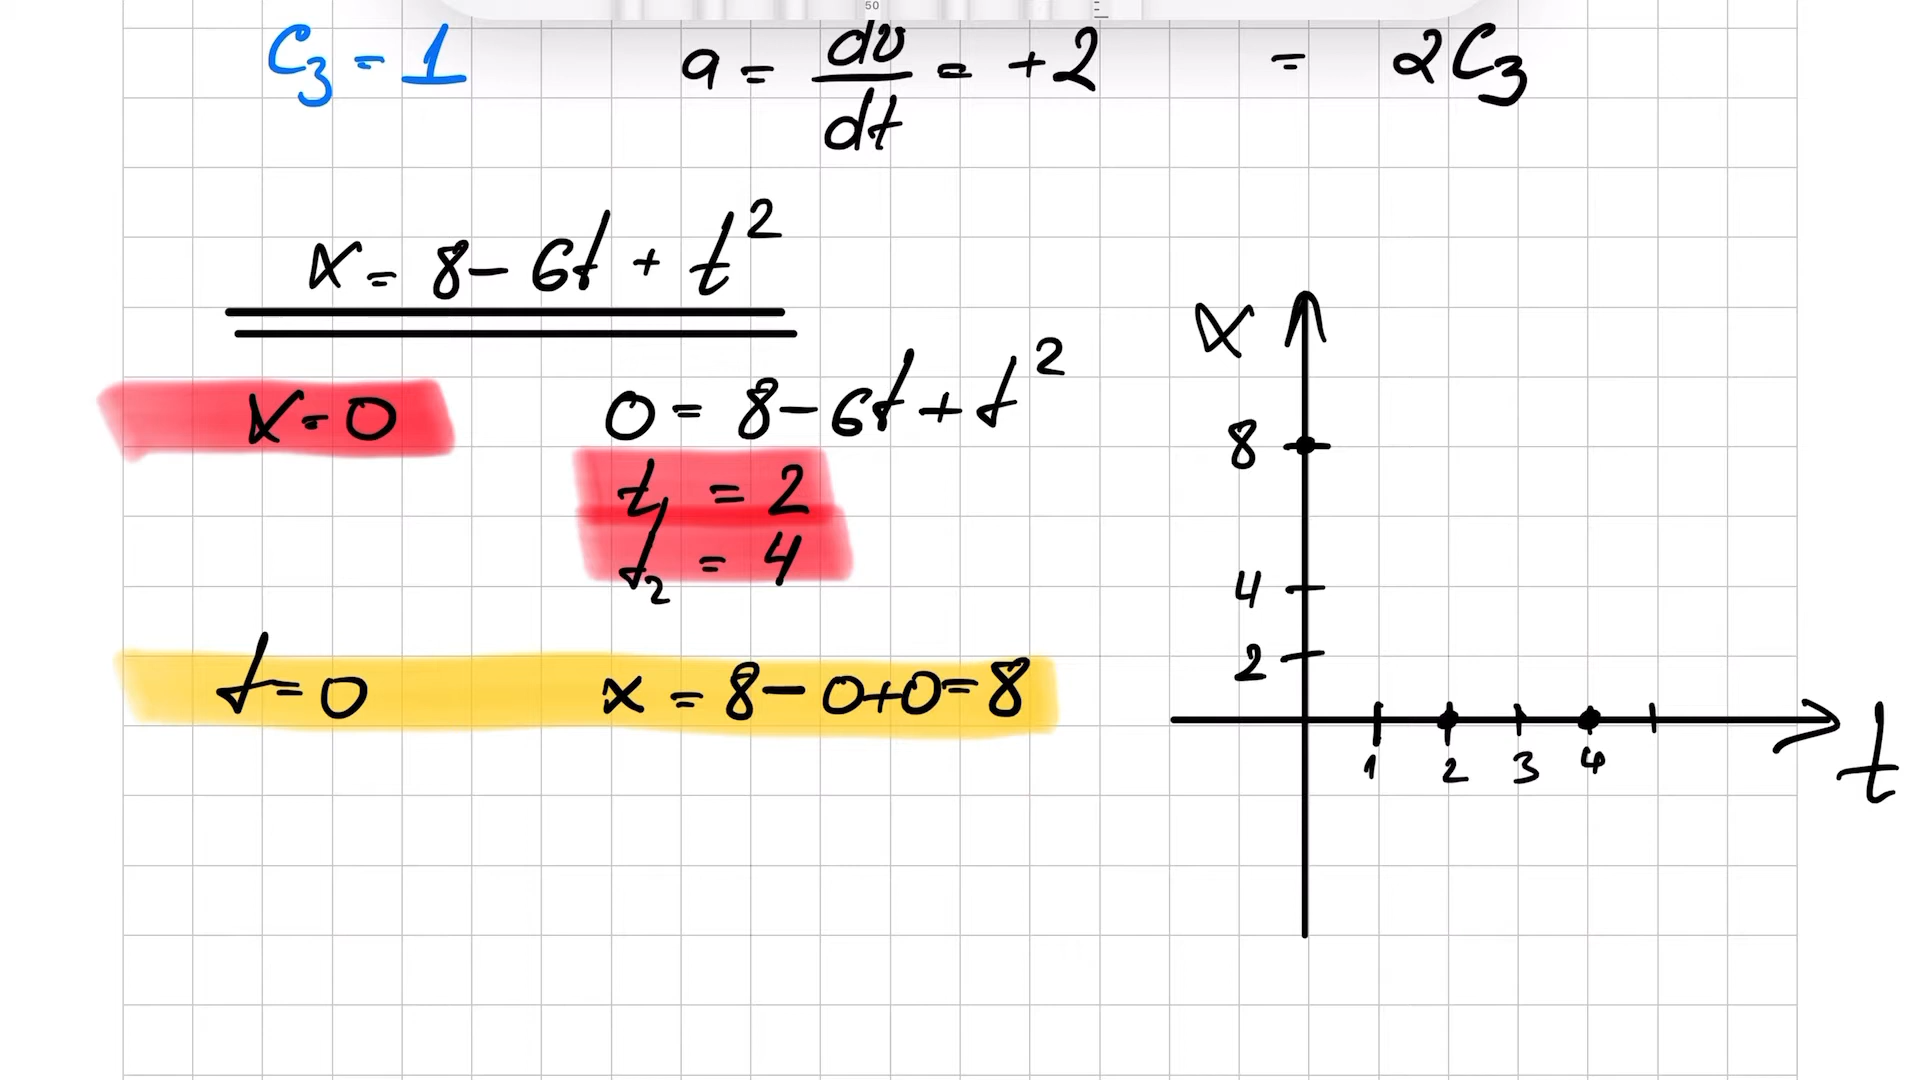 50
C₃ = 1
a = dv/dt = +2 = 2C₃
x = 8 - 6t + t²
x = 0
0 = 8 - 6t + t²
t₁ = 2
t₂ = 4
t = 0
x = 8 - 0 + 0 = 8
x
8
4
2
1 2 3 4
t